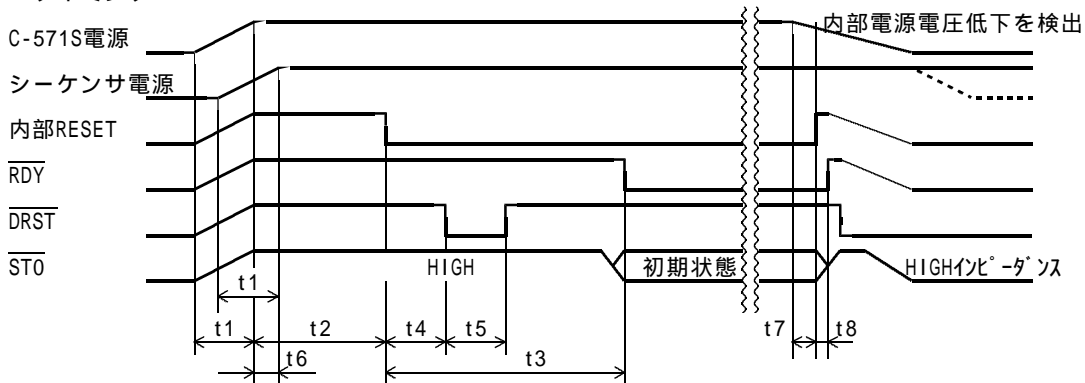 C-571S電源
内部電源電圧低下を検出
シーケンサ電源
内部RESET
RDY
DRST
ST0
HIGH
初期状態
HIGHインピーダンス
t1
t1
t2
t4
t5
t7
t8
t6
t3